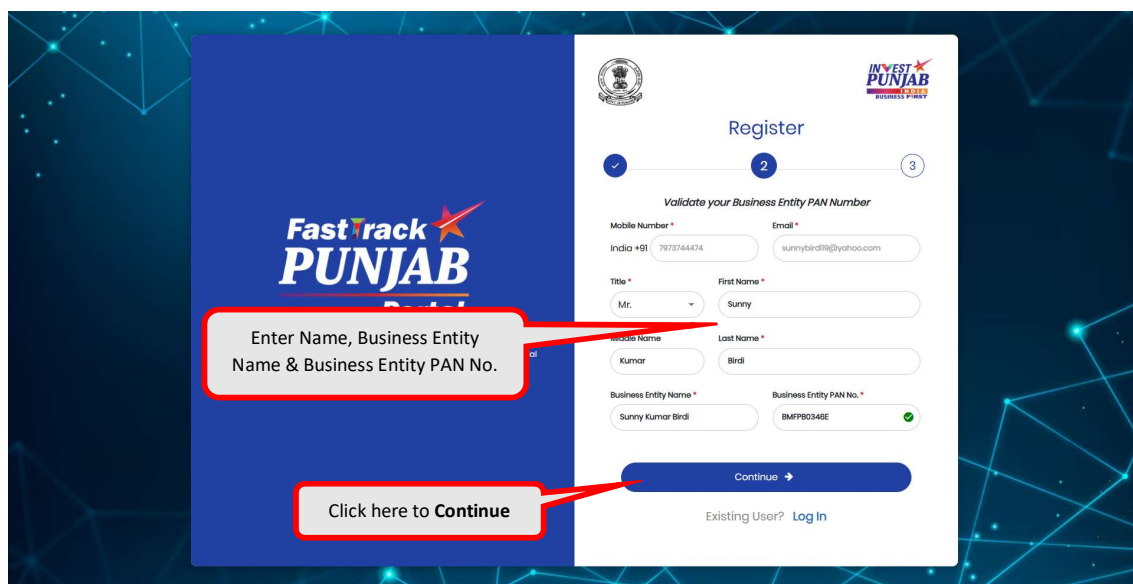 INVEST
PUNJAB
INDIA
BUSINESS FIRST
Register
2
3
Validate your Business Entity PAN Number
Mobile Number *
Email *
India +91
7973744474
sunnybirdi19@yahoo.com
Title *
First Name *
Mr.
Sunny
Middle Name
Last Name *
Kumar
Birdi
Business Entity Name *
Business Entity PAN No. *
Sunny Kumar Birdi
BMFPB0346E
Continue →
Existing User? Log In
FastTrack
PUNJAB
Portal
Enter Name, Business Entity
Name & Business Entity PAN No.
al
Click here to Continue